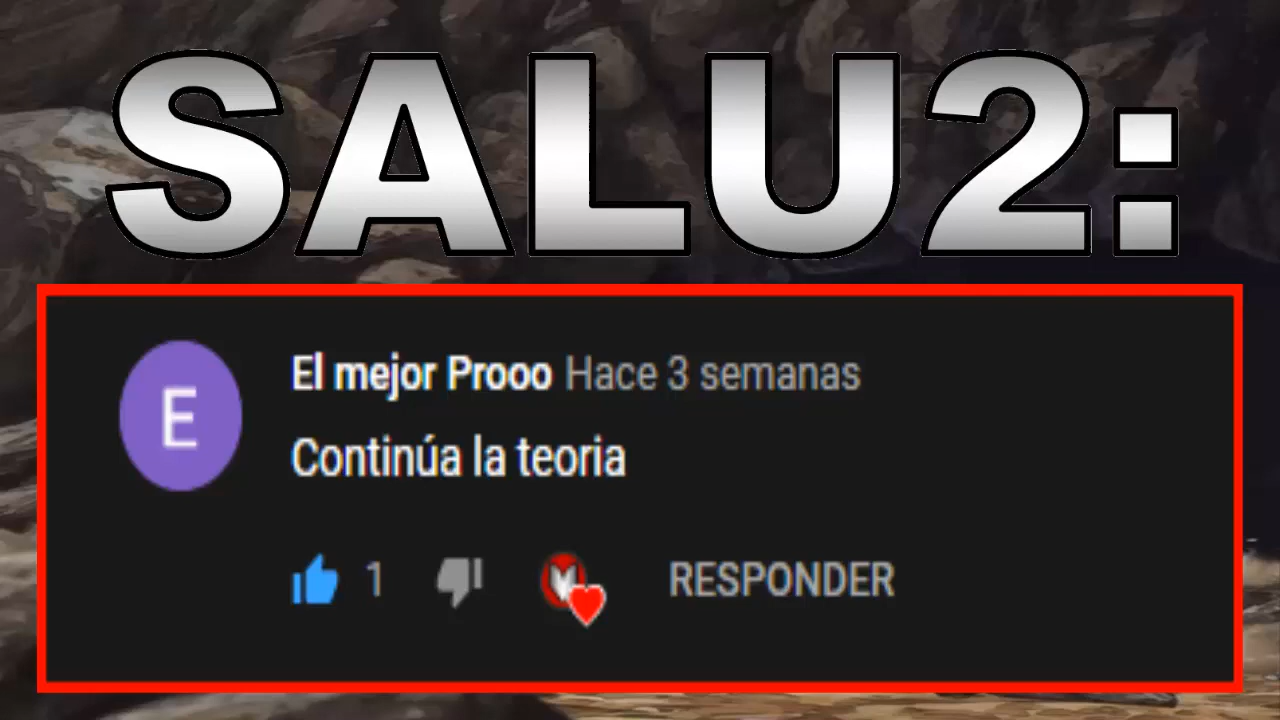 SALU2:
E
El mejor Prooo Hace 3 semanas
Continúa la teoria
1
M
RESPONDER